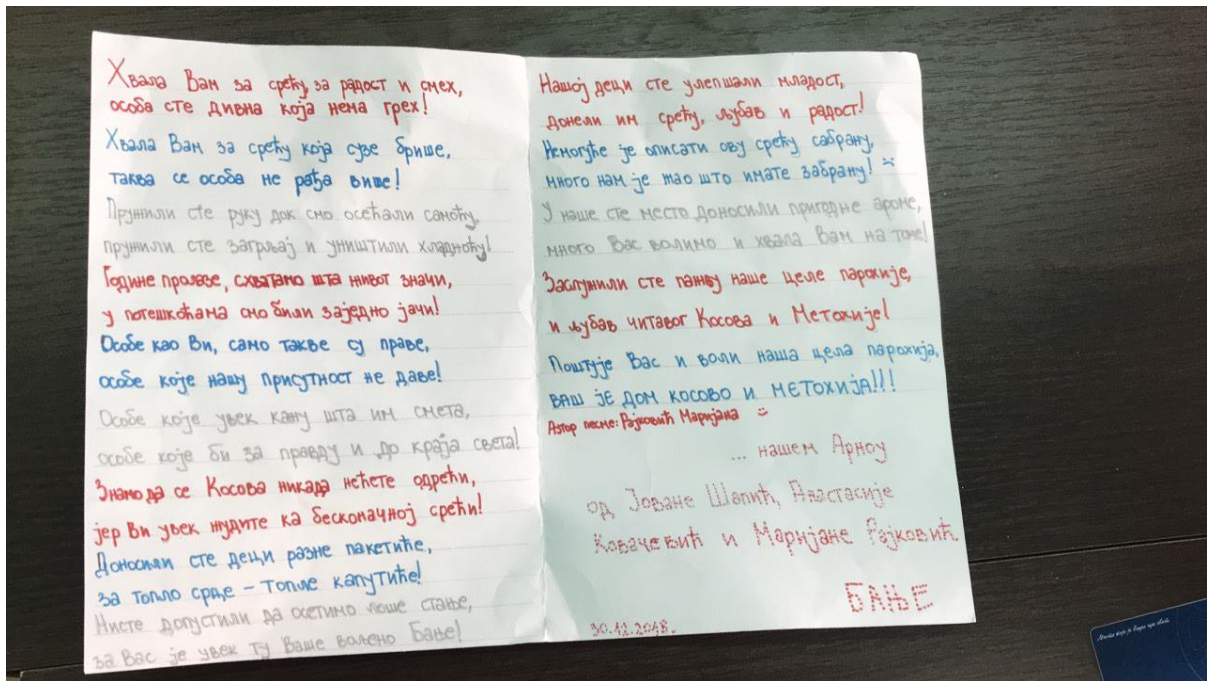 Хвала Вам за срећу, за радост и смех,
особа сте дивна која нема грех!
Хвала Вам за срећу која сузе брише,
таква се особа не рађа више!
Пружили сте руку док смо осећали самоћу,
пружили сте загрљај и уништили хладноћу!
Године пролазе, схватамо шта живот значи,
у потешкоћама смо били заједно јачи!
Особе као Ви, само такве су праве,
особе које нашу присутност не даве!
Особе које увек кажу шта им смета,
особе које би за правду и до краја света!
Знамо да се Косова никада нећете одрећи,
јер Ви увек жудите ка бесконачној срећи!
Доносили сте деци разне пакетиће,
за топло срце – топле капутиће!
Нисте допустили да осетимо лоше стање,
за Вас је увек ту Ваше вољено Бање!
Нашој деци сте улепшали младост,
донели им срећу, љубав и радост!
Немогуће је описати ову срећу сабрану,
много нам је жао што имате забрану!
У наше сте место доносили пригодне ароме,
много Вас волимо и хвала Вам на томе!
Заслужили сте пажњу наше целе парохије,
и љубав читавог Косова и Метохије!
Поштује Вас и воли наша цела парохија,
ВАШ ЈЕ ДОМ КОСОВО И МЕТОХИЈА!!!
Аутор песме: Рајковић Маријана
... нашем Арноу
од Јоване Шапић, Анастасије
Ковачевић и Маријане Рајковић.
БАЊЕ
30.12.2018.